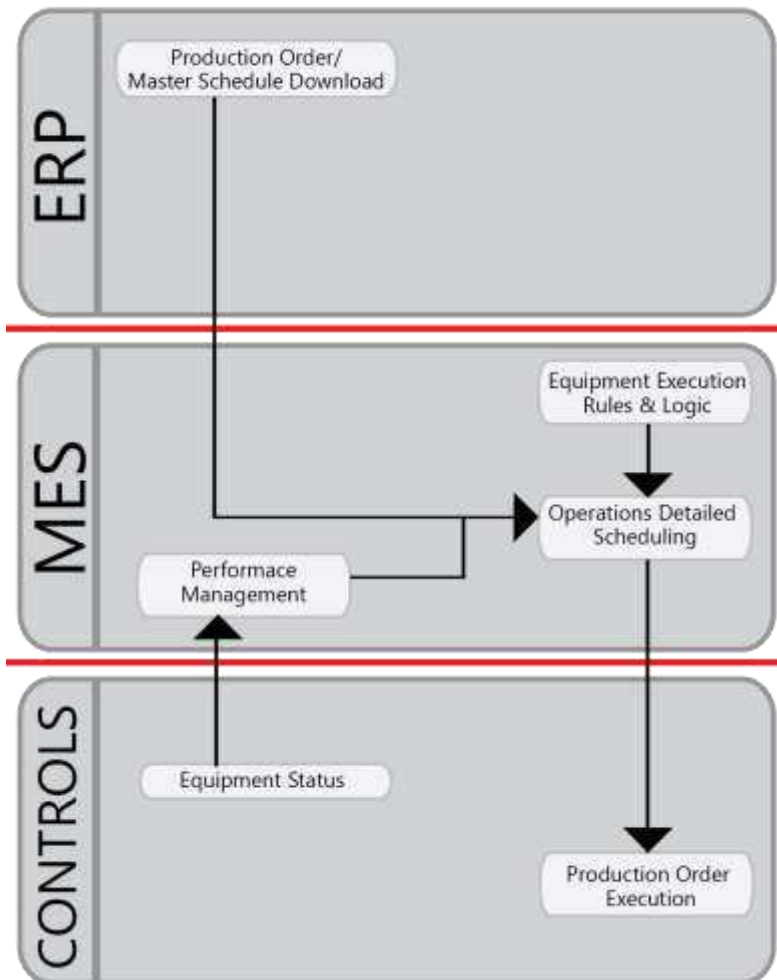 ERP
Production Order/
Master Schedule Download
MES
Equipment Execution
Rules & Logic
Operations Detailed
Scheduling
Performace
Management
CONTROLS
Equipment Status
Production Order
Execution